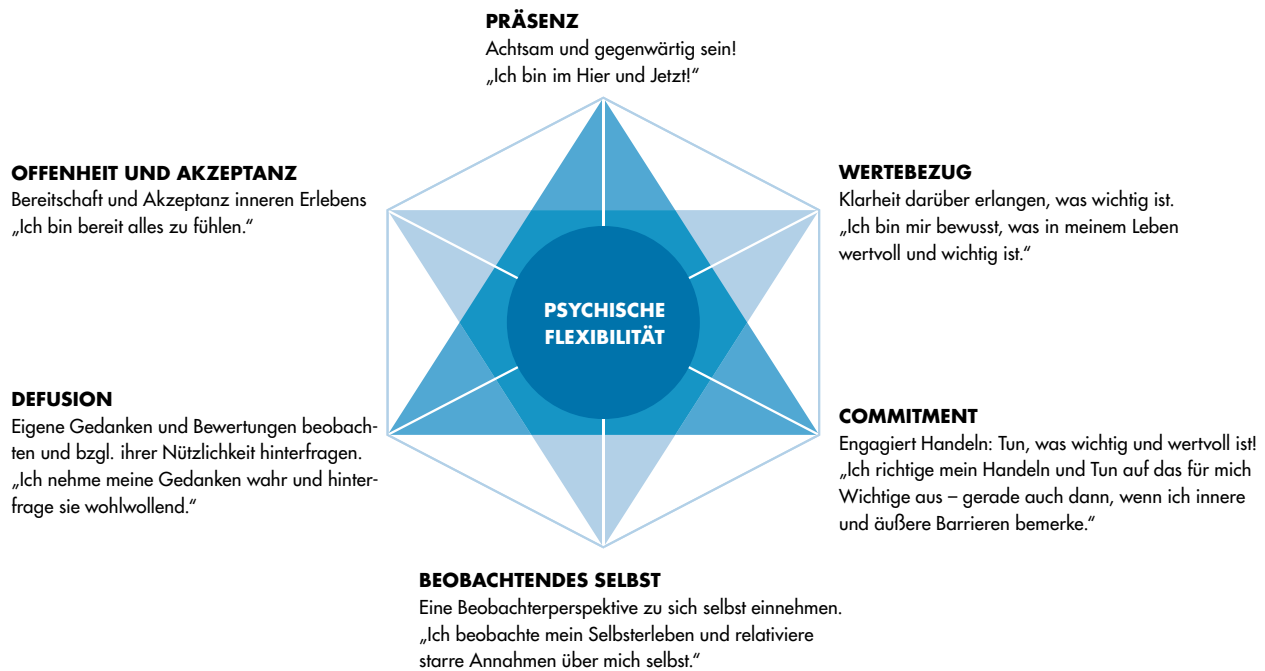 PRÄSENZ
Achtsam und gegenwärtig sein!
„Ich bin im Hier und Jetzt!“
OFFENHEIT UND AKZEPTANZ
Bereitschaft und Akzeptanz inneren Erlebens
„Ich bin bereit alles zu fühlen.“
WERTEBEZUG
Klarheit darüber erlangen, was wichtig ist.
„Ich bin mir bewusst, was in meinem Leben
wertvoll und wichtig ist.“
PSYCHISCHE
FLEXIBILITÄT
DEFUSION
Eigene Gedanken und Bewertungen beobach-
ten und bzgl. ihrer Nützlichkeit hinterfragen.
„Ich nehme meine Gedanken wahr und hinter-
frage sie wohlwollend.“
COMMITMENT
Engagiert Handeln: Tun, was wichtig und wertvoll ist!
„Ich richtige mein Handeln und Tun auf das für mich
Wichtige aus – gerade auch dann, wenn ich innere
und äußere Barrieren bemerke.“
BEOBACHTENDES SELBST
Eine Beobachterperspektive zu sich selbst einnehmen.
„Ich beobachte mein Selbsterleben und relativiere
starre Annahmen über mich selbst.“